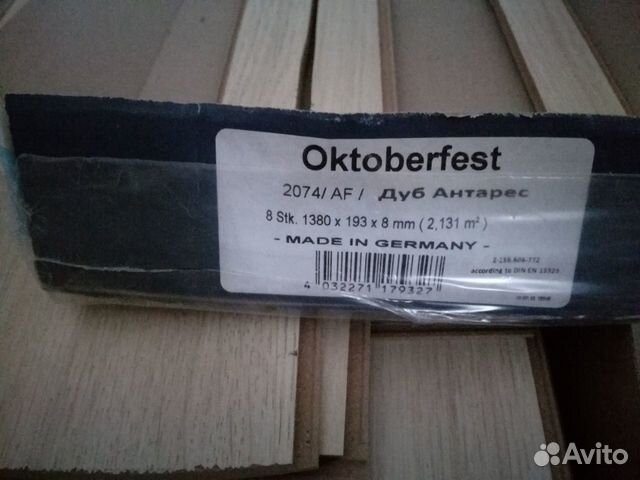 Oktoberfest
2074/ AF / Дуб Антарес
8 Stk. 1380 x 193 x 8 mm ( 2,131 m² )
- MADE IN GERMANY -
according to DIN EN 13329
4 032271 179327
Avito